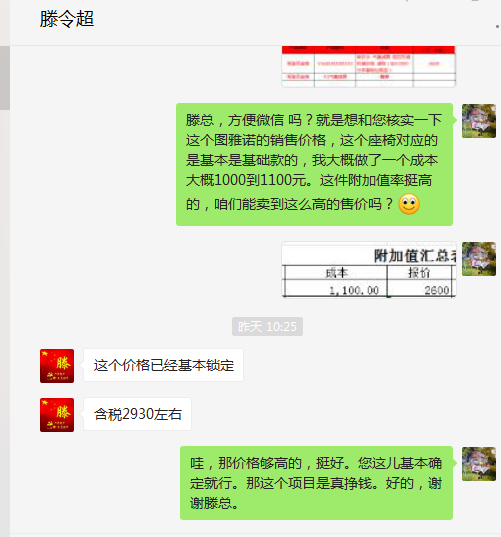 滕令超
滕总，方便微信 吗？就是想和您核实一下
这个图雅诺的销售价格，这个座椅对应的
是基本是基础款的，我大概做了一个成本
大概1000到1100元。这件附加值率挺高
的，咱们能卖到这么高的售价吗？
附加值汇总
成本 报价
1,100.00 2600
昨天 10:25
滕
这个价格已经基本锁定
滕
含税2930左右
哇，那价格够高的，挺好。您这儿基本确
定就行。那这个项目是真挣钱。好的，谢
谢滕总。